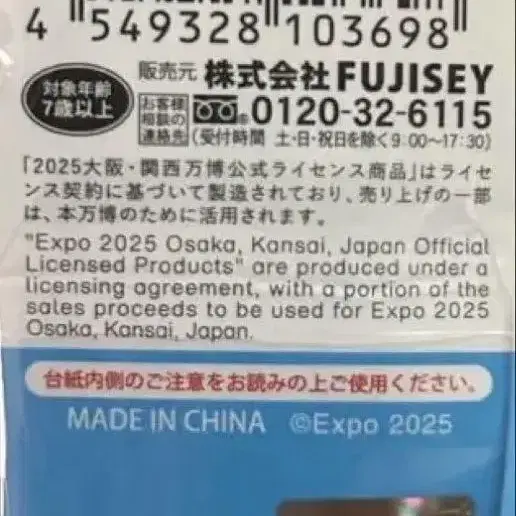 4 549328 103698
対象年齢
7歳以上
販売元 株式会社FUJISEY
お客様
相談の
連絡先
0120-32-6115
(受付時間 土・日・祝日を除く9:00〜17:30)
「2025大阪・関西万博公式ライセンス商品」はライセ
ンス契約に基づいて製造されており、売り上げの一部
は、本万博のために活用されます。
"Expo 2025 Osaka, Kansai, Japan Official
Licensed Products" are produced under a
licensing agreement, with a portion of the
sales proceeds to be used for Expo 2025
Osaka, Kansai, Japan.
台紙内側のご注意をお読みの上ご使用ください。
MADE IN CHINA ©Expo 2025